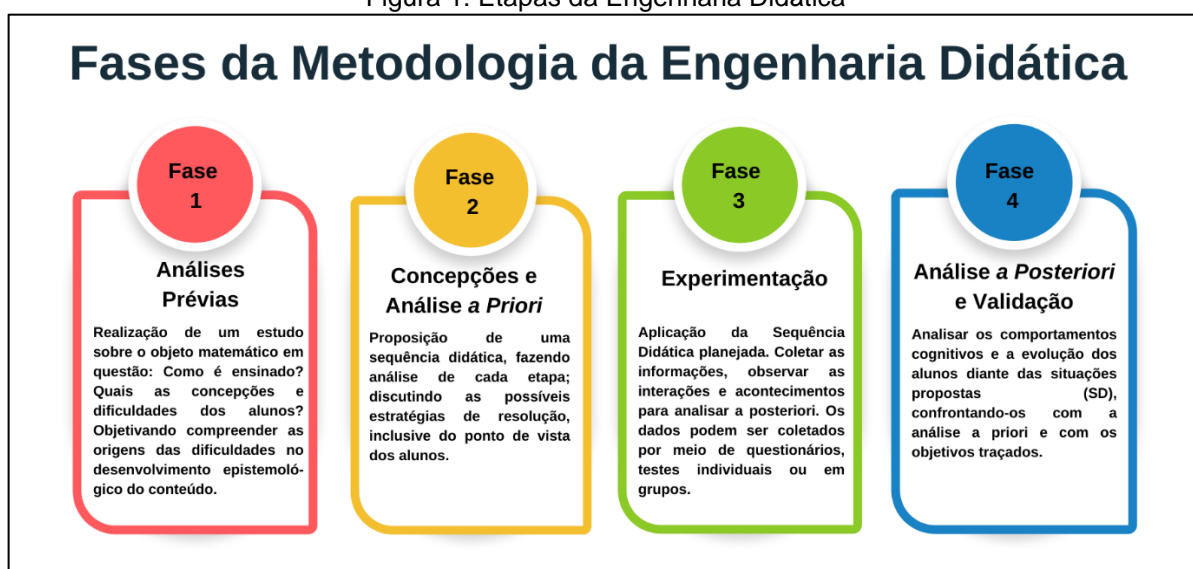 Figura 1: Etapas da Engenharia Didática
Fases da Metodologia da Engenharia Didática
Fase
1
Análises
Prévias
Realização de um estudo
sobre o objeto matemático em
questão: Como é ensinado?
Quais as concepções e
dificuldades dos alunos?
Objetivando compreender as
origens das dificuldades no
desenvolvimento epistemoló-
gico do conteúdo.
Fase
2
Concepções e
Análise a Priori
Proposição de uma
sequência didática, fazendo
análise de cada etapa;
discutindo as possíveis
estratégias de resolução,
inclusive do ponto de vista
dos alunos.
Fase
3
Experimentação
Aplicação da Sequência
Didática planejada. Coletar as
informações, observar as
interações e acontecimentos
para analisar a posteriori. Os
dados podem ser coletados
por meio de questionários,
testes individuais ou em
grupos.
Fase
4
Análise a Posteriori
e Validação
Analisar os comportamentos
cognitivos e a evolução dos
alunos diante das situações
propostas (SD),
confrontando-os com a
análise a priori e com os
objetivos traçados.